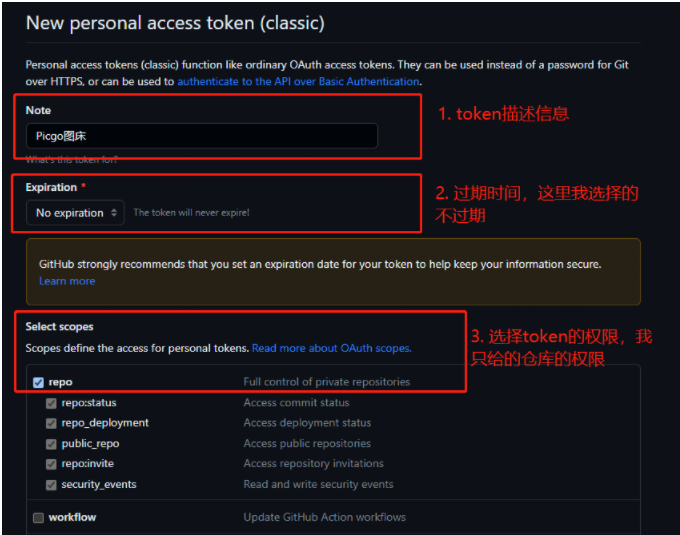 New personal access token (classic)
Personal access tokens (classic) function like ordinary OAuth access tokens. They can be used instead of a password for Git
over HTTPS, or can be used to authenticate to the API over Basic Authentication.
Note
1. token描述信息
Picgo图床
What's this token for?
Expiration *
2. 过期时间，这里我选择的
不过期
No expiration
The token will never expire!
GitHub strongly recommends that you set an expiration date for your token to help keep your information secure.
Learn more
Select scopes
3. 选择token的权限，我
只给的仓库的权限
Scopes define the access for personal tokens. Read more about OAuth scopes.
repo Full control of private repositories
repo:status Access commit status
repo_deployment Access deployment status
public_repo Access public repositories
repo:invite Access repository invitations
security_events Read and write security events
workflow Update GitHub Action workflows